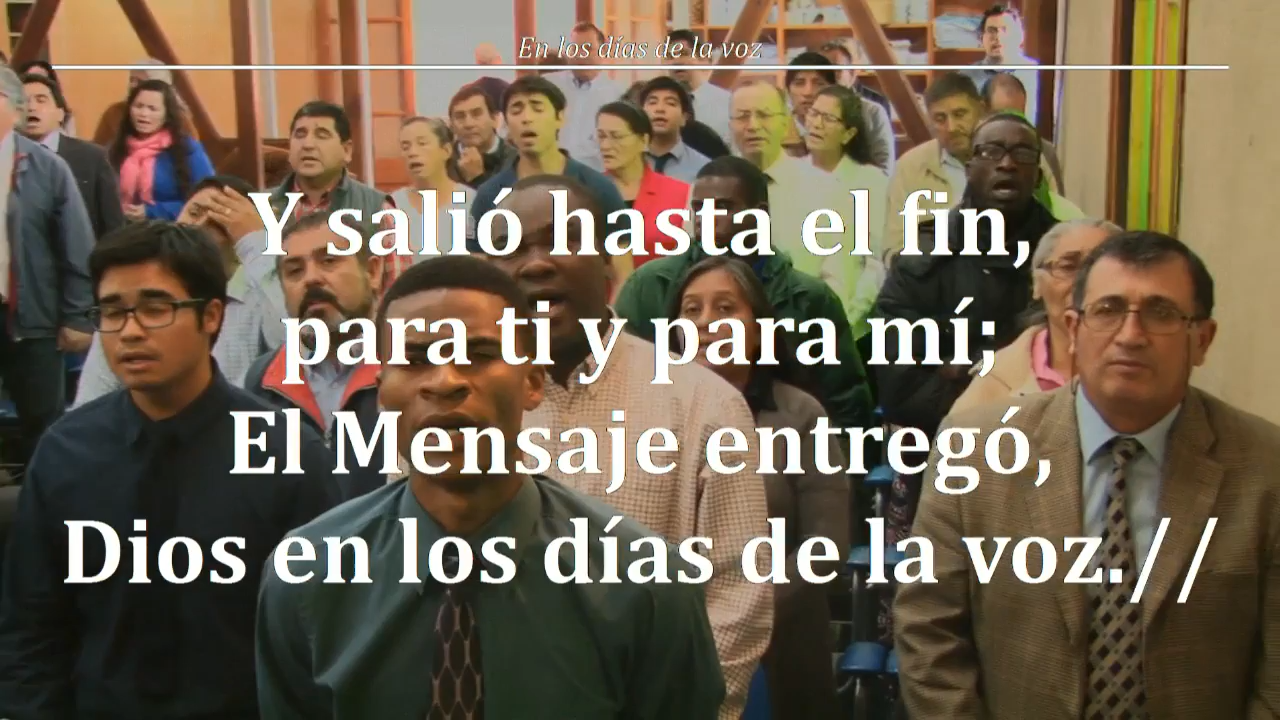 En los días de la voz
Y salió hasta el fin,
para ti y para mí;
El Mensaje entregó,
Dios en los días de la voz.//